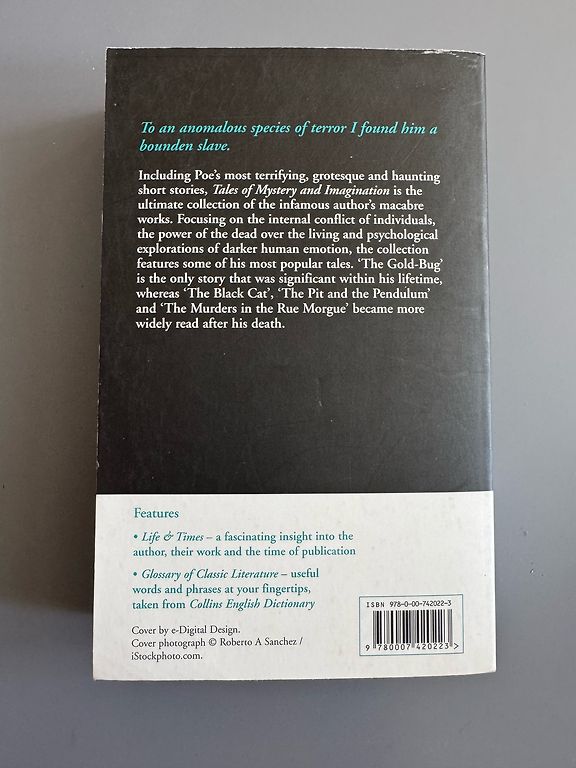 To an anomalous species of terror I found him a
bounden slave.
Including Poe's most terrifying, grotesque and haunting
short stories, Tales of Mystery and Imagination is the
ultimate collection of the infamous author's macabre
works. Focusing on the internal conflict of individuals,
the power of the dead over the living and psychological
explorations of darker human emotion, the collection
features some of his most popular tales. 'The Gold-Bug'
is the only story that was significant within his lifetime,
whereas 'The Black Cat', 'The Pit and the Pendulum'
and 'The Murders in the Rue Morgue' became more
widely read after his death.
Features
• Life & Times – a fascinating insight into the
author, their work and the time of publication
• Glossary of Classic Literature – useful
words and phrases at your fingertips,
taken from Collins English Dictionary
Cover by e-Digital Design.
Cover photograph © Roberto A Sanchez /
iStockphoto.com.
ISBN 978-0-00-742022-3
9 780007 420223 >